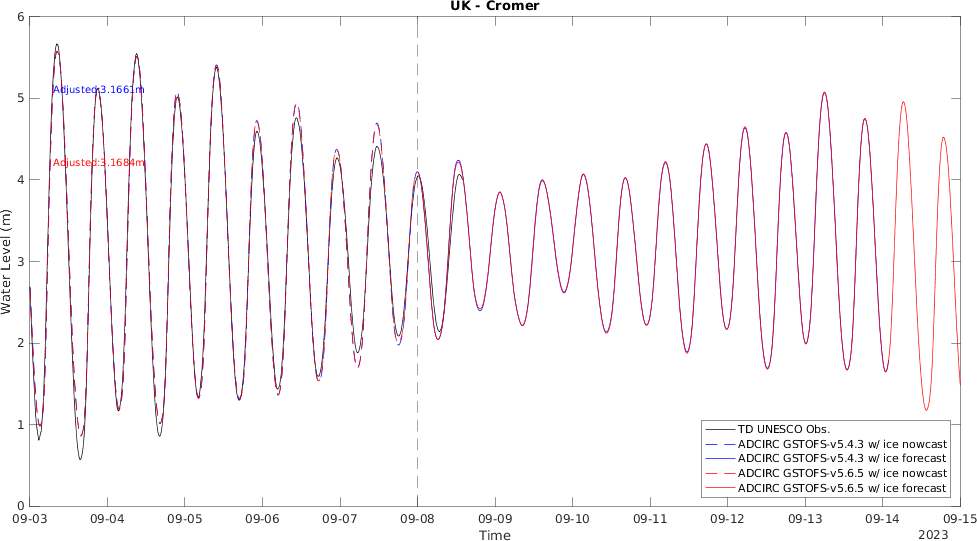 UK - Cromer
6
5
4
3
2
1
0
Water Level (m)
Adjusted:3.1661m
Adjusted:3.1684m
TD UNESCO Obs.
ADCIRC GSTOFS-v5.4.3 w/ ice nowcast
ADCIRC GSTOFS-v5.4.3 w/ ice forecast
ADCIRC GSTOFS-v5.6.5 w/ ice nowcast
ADCIRC GSTOFS-v5.6.5 w/ ice forecast
09-03 09-04 09-05 09-06 09-07 09-08 09-09 09-10 09-11 09-12 09-13 09-14 09-15
Time
2023